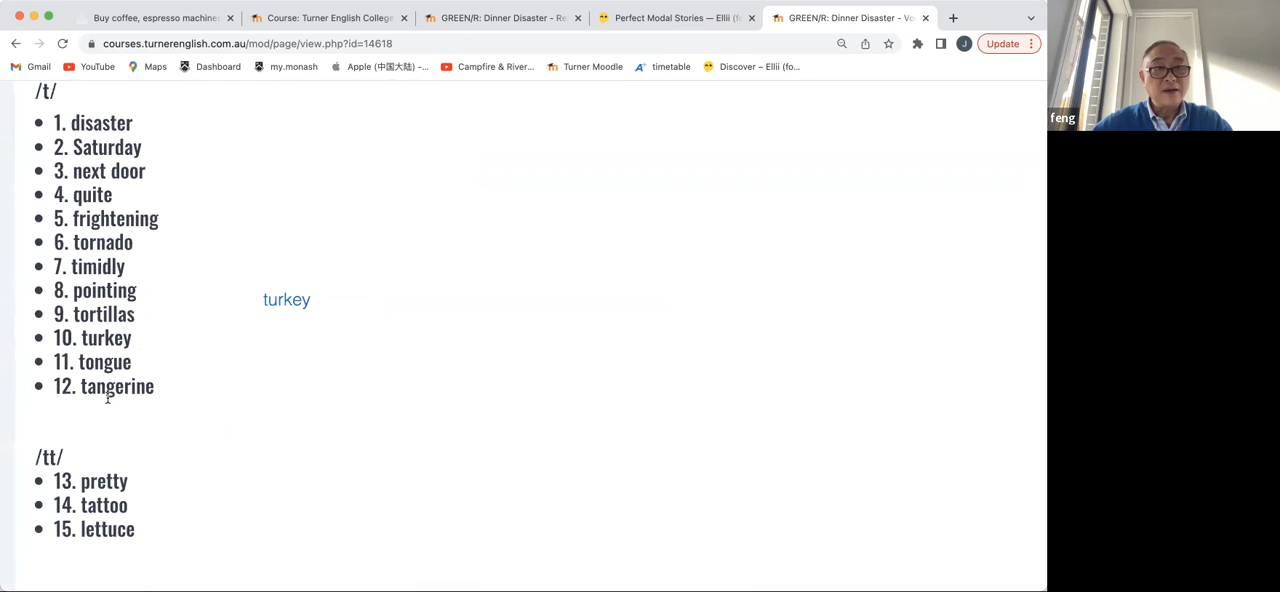 Buy coffee, espresso machine
Course: Turner English College
GREEN/R: Dinner Disaster - Re
Perfect Modal Stories — Ellii (f
GREEN/R: Dinner Disaster - Vo
courses.turnerenglish.com.au/mod/page/view.php?id=14618
J
Update
Gmail
YouTube
Maps
Dashboard
my.monash
Apple (中国大陆) –...
Campfire & River...
Turner Moodle
timetable
Discover – Ellii (fo...
/t/
1. disaster
2. Saturday
3. next door
4. quite
5. frightening
6. tornado
7. timidly
8. pointing
9. tortillas
10. turkey
11. tongue
12. tangerine
turkey
/tt/
13. pretty
14. tattoo
15. lettuce
feng